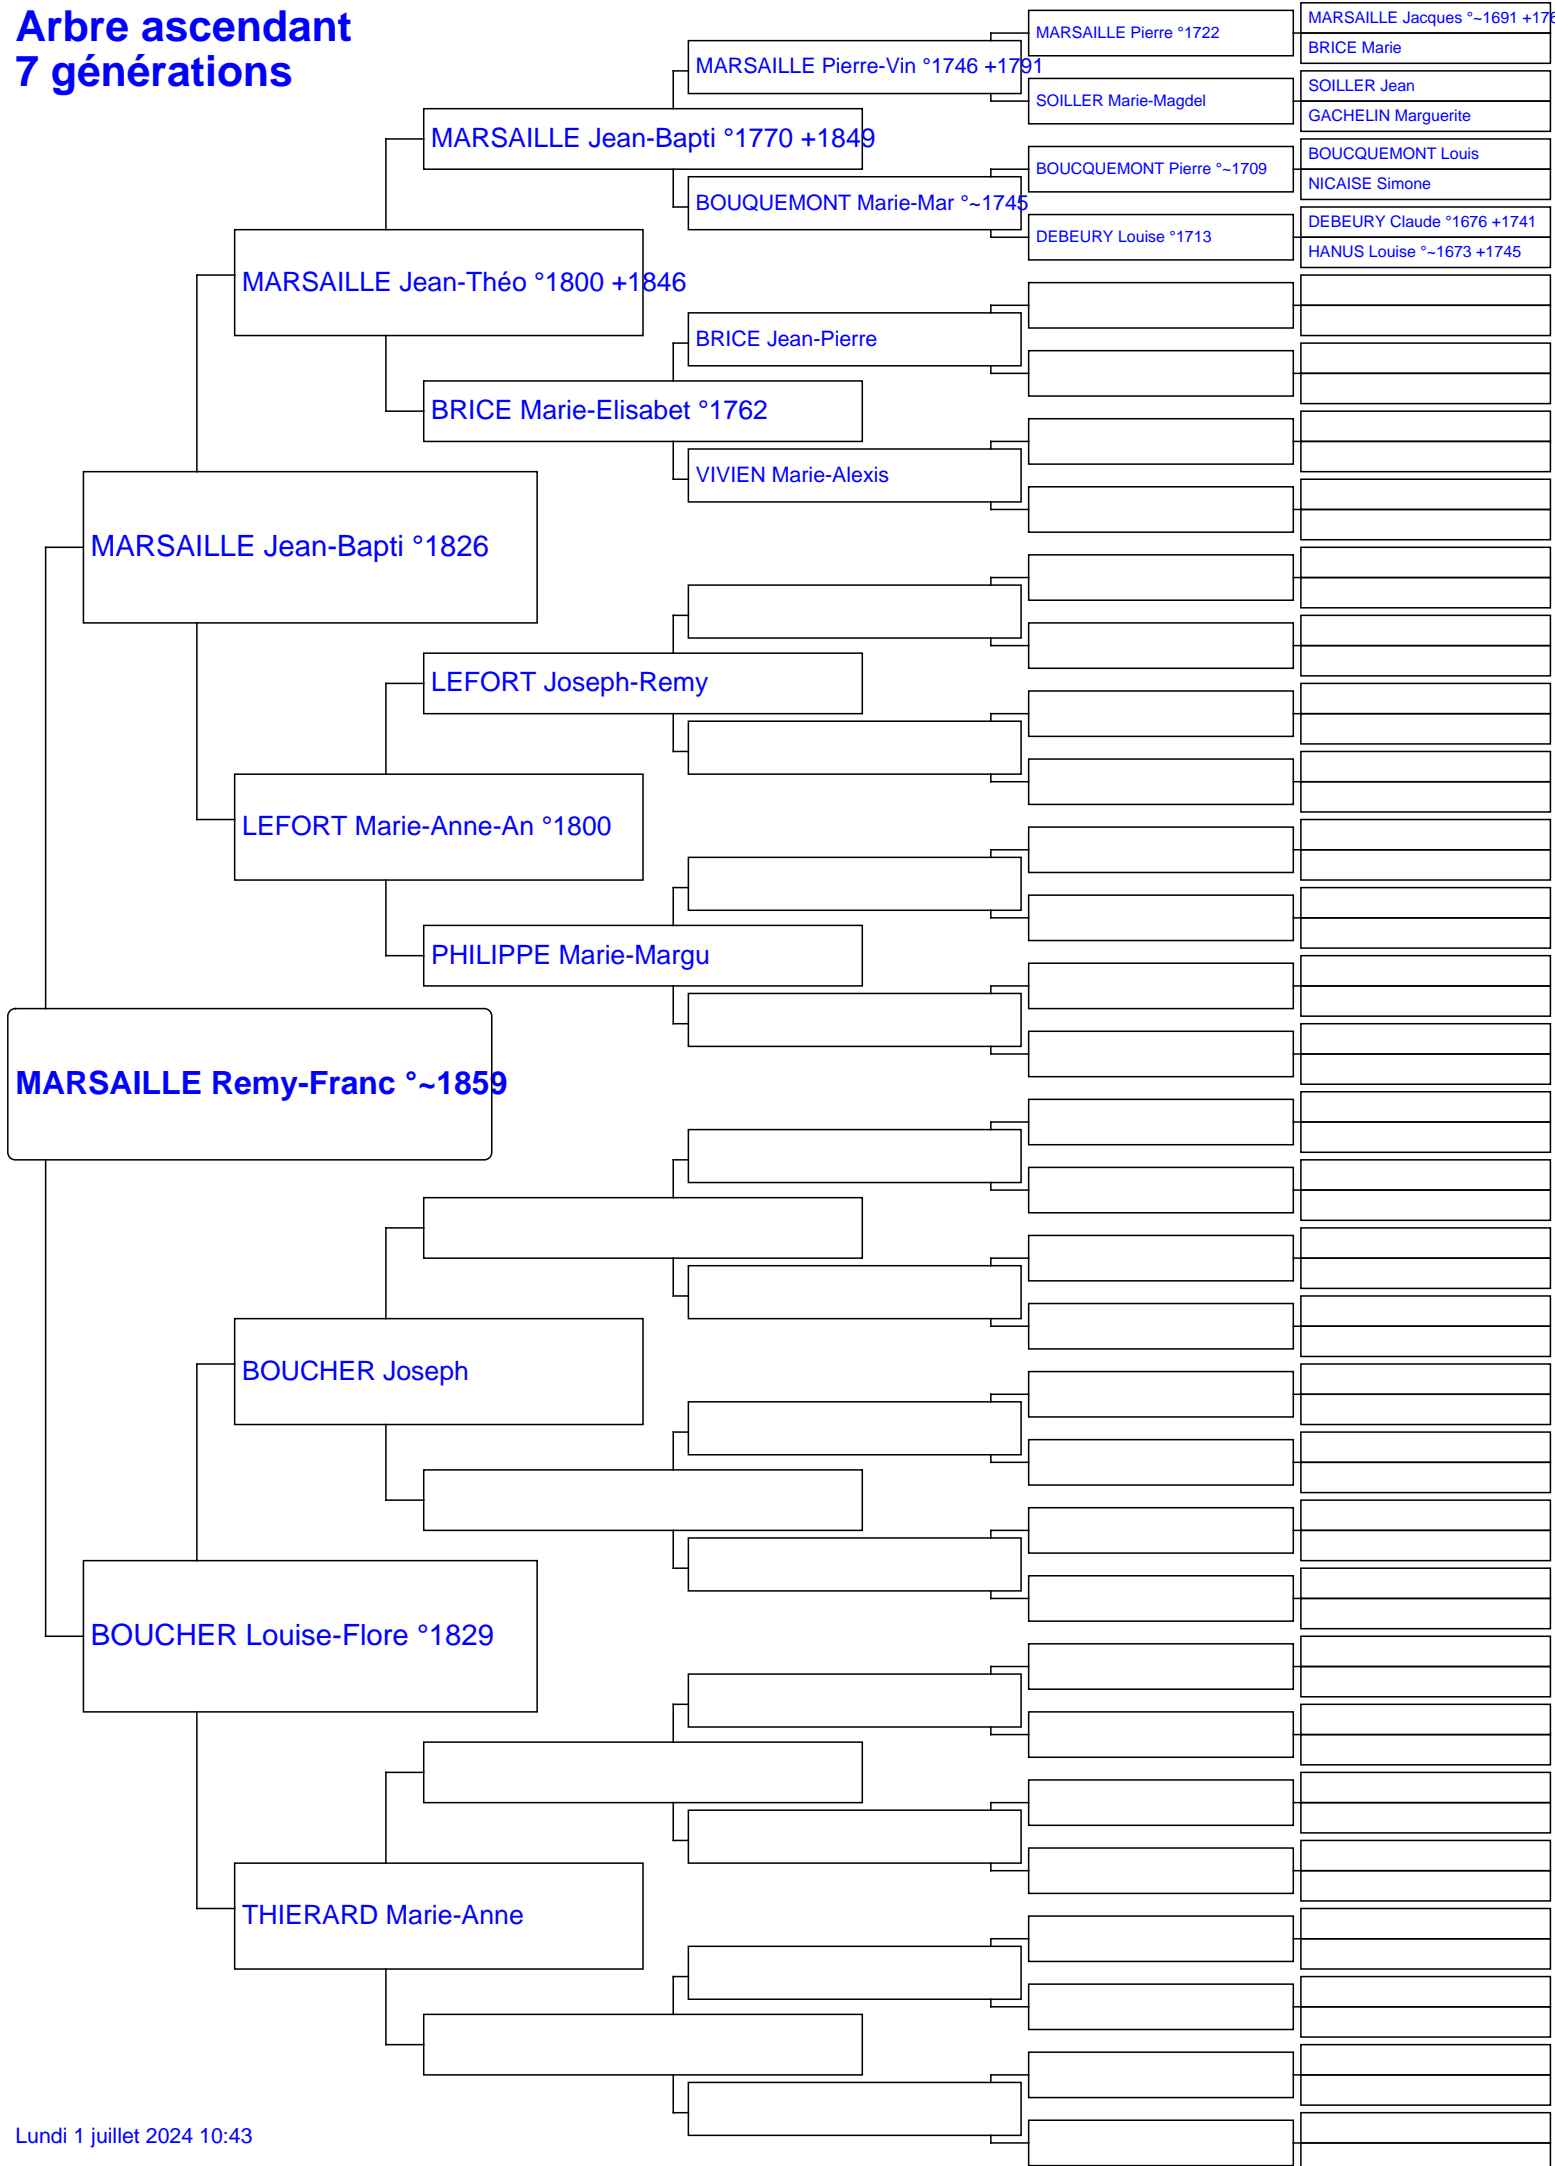 Arbre ascendant
7 générations
MARSAILLE Jacques °~1691 +176
MARSAILLE Pierre °1722
BRICE Marie
MARSAILLE Pierre-Vin °1746 +1791
SOILLER Jean
SOILLER Marie-Magdel
GACHELIN Marguerite
MARSAILLE Jean-Bapti °1770 +1849
BOUCQUEMONT Louis
BOUCQUEMONT Pierre °~1709
NICAISE Simone
BOUQUEMONT Marie-Mar °~1745
DEBEURY Claude °1676 +1741
DEBEURY Louise °1713
HANUS Louise °~1673 +1745
MARSAILLE Jean-Théo °1800 +1846
BRICE Jean-Pierre
BRICE Marie-Elisabet °1762
VIVIEN Marie-Alexis
MARSAILLE Jean-Bapti °1826
LEFORT Joseph-Remy
LEFORT Marie-Anne-An °1800
PHILIPPE Marie-Margu
MARSAILLE Remy-Franc °~1859
BOUCHER Joseph
BOUCHER Louise-Flore °1829
THIERARD Marie-Anne
Lundi 1 juillet 2024 10:43